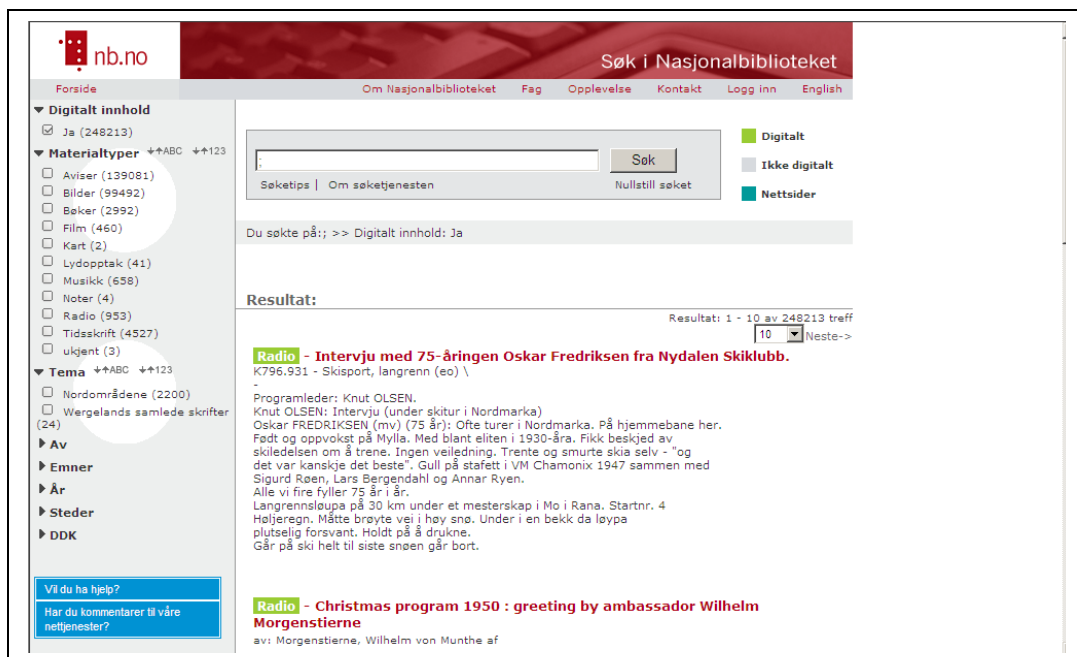 nb.no
Søk i Nasjonalbiblioteket
Forside
Om Nasjonalbiblioteket Fag Opplevelse Kontakt Logg inn English
Digitalt innhold
Ja (248213)
Materialtyper ABC 123
Aviser (139081)
Bilder (99492)
Bøker (2992)
Film (460)
Kart (2)
Lydopptak (41)
Musikk (658)
Noter (4)
Radio (953)
Tidsskrift (4527)
ukjent (3)
Tema ABC 123
Nordområdene (2200)
Wergelands samlede skrifter
(24)
Av
Emner
År
Steder
DDK
Vil du ha hjelp?
Har du kommentarer til våre
nettjenester?
;
Søk
Søketips | Om søketjenesten
Nullstill søket
Digitalt
Ikke digitalt
Nettsider
Du søkte på:; >> Digitalt innhold: Ja
Resultat:
Resultat: 1 - 10 av 248213 treff
10 Neste->
Radio - Intervju med 75-åringen Oskar Fredriksen fra Nydalen Skiklubb.
K796.931 - Skisport, langrenn (eo) \
-
Programleder: Knut OLSEN.
Knut OLSEN: Intervju (under skitur i Nordmarka)
Oskar FREDRIKSEN (mv) (75 år): Ofte turer i Nordmarka. På hjemmebane her.
Født og oppvokst på Mylla. Med blant eliten i 1930-åra. Fikk beskjed av
skiledelsen om å trene. Ingen veiledning. Trente og smurte skia selv - "og
det var kanskje det beste". Gull på stafett i VM Chamonix 1947 sammen med
Sigurd Røen, Lars Bergendahl og Annar Ryen.
Alle vi fire fyller 75 år i år.
Langrennsløupa på 30 km under et mesterskap i Mo i Rana. Startnr. 4
Høljeregn. Måtte brøyte vei i høy snø. Under i en bekk da løypa
plutselig forsvant. Holdt på å drukne.
Går på ski helt til siste snøen går bort.
Radio - Christmas program 1950 : greeting by ambassador Wilhelm
Morgenstierne
av: Morgenstierne, Wilhelm von Munthe af